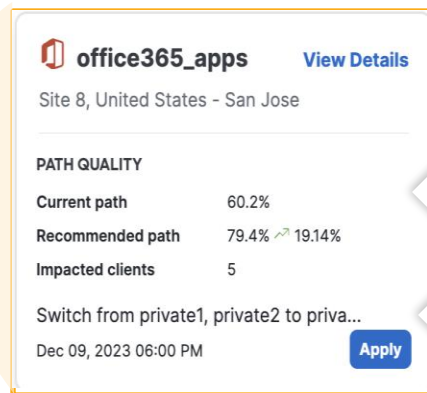 office365_apps View Details
Site 8, United States - San Jose
PATH QUALITY
Current path 60.2%
Recommended path 79.4% 19.14%
Impacted clients 5
Switch from private1, private2 to priva...
Dec 09, 2023 06:00 PM Apply